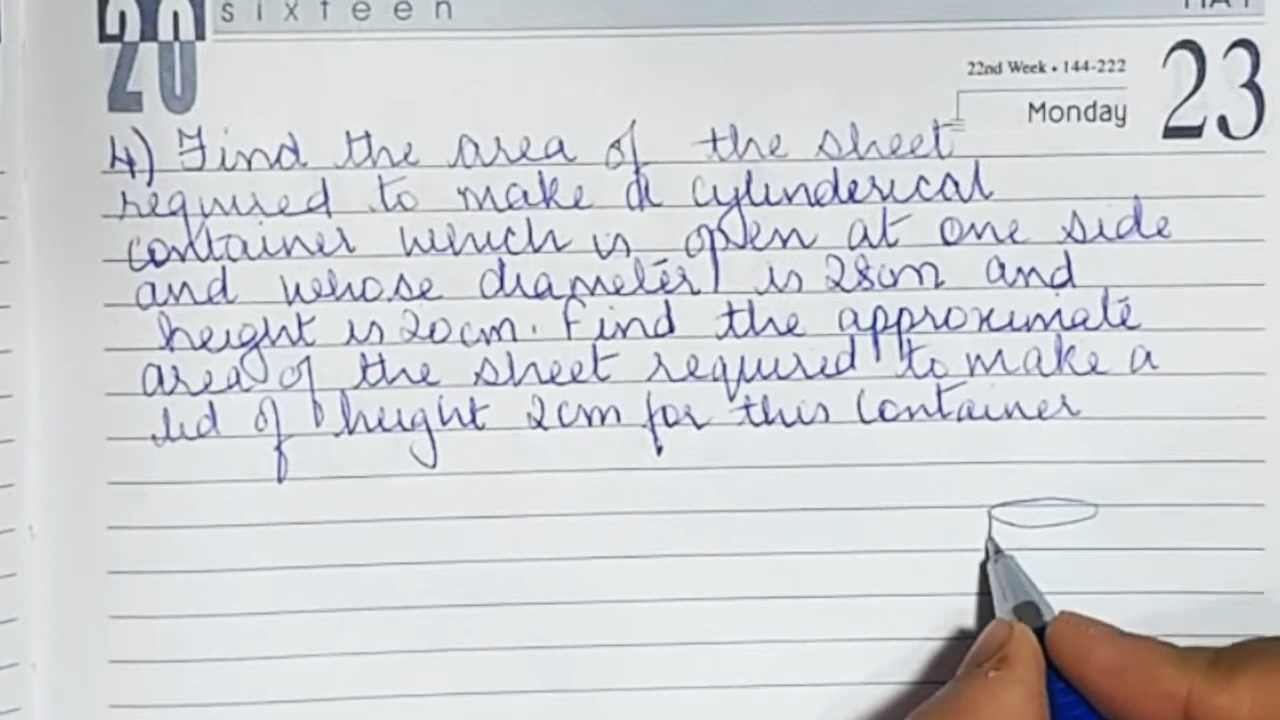 sixteen
20
22nd Week • 144-222
Monday
23
4) Find the area of the sheet
required to make a cylinderical
container which is open at one side
and whose diameter is 28cm and
height is 20cm. Find the approximate
area of the sheet required to make a
lid of height 2cm for this container